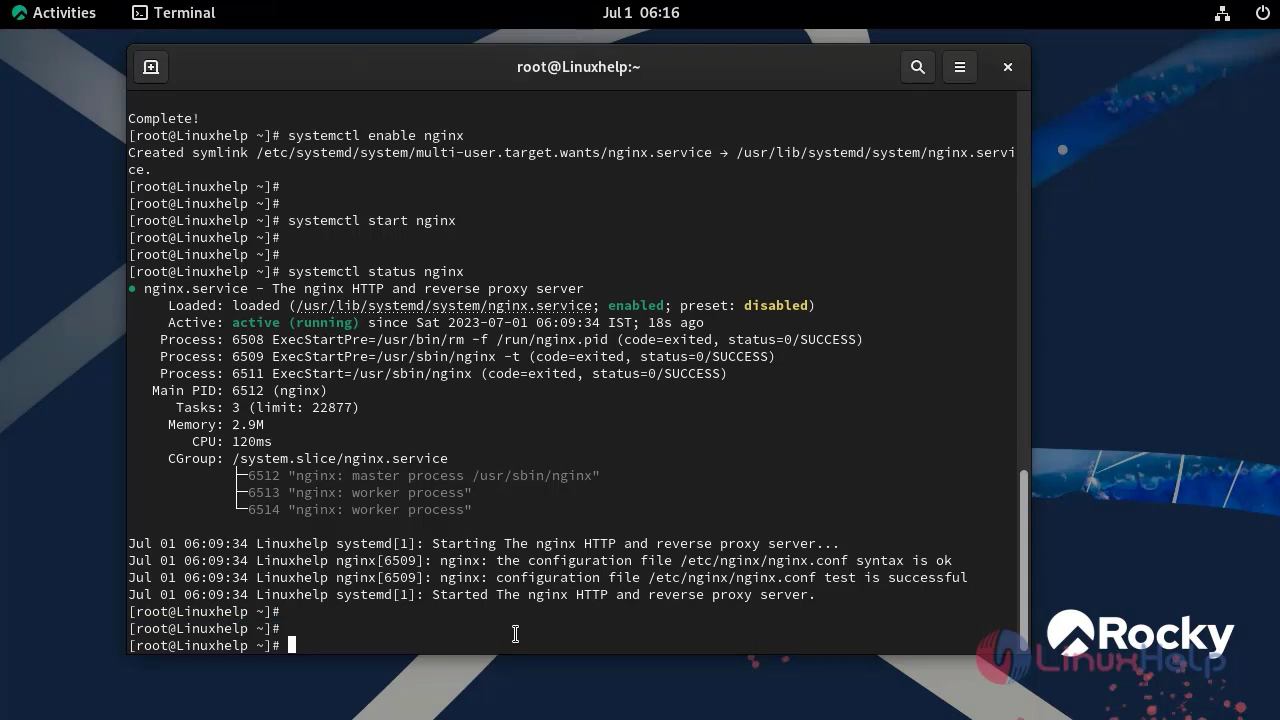 Activities Terminal Jul 1 06:16
root@Linuxhelp:~
Complete!
[root@Linuxhelp ~]# systemctl enable nginx
Created symlink /etc/systemd/system/multi-user.target.wants/nginx.service → /usr/lib/systemd/system/nginx.servi
ce.
[root@Linuxhelp ~]#
[root@Linuxhelp ~]#
[root@Linuxhelp ~]# systemctl start nginx
[root@Linuxhelp ~]#
[root@Linuxhelp ~]#
[root@Linuxhelp ~]# systemctl status nginx
● nginx.service - The nginx HTTP and reverse proxy server
     Loaded: loaded (/usr/lib/systemd/system/nginx.service; enabled; preset: disabled)
     Active: active (running) since Sat 2023-07-01 06:09:34 IST; 18s ago
    Process: 6508 ExecStartPre=/usr/bin/rm -f /run/nginx.pid (code=exited, status=0/SUCCESS)
    Process: 6509 ExecStartPre=/usr/sbin/nginx -t (code=exited, status=0/SUCCESS)
    Process: 6511 ExecStart=/usr/sbin/nginx (code=exited, status=0/SUCCESS)
   Main PID: 6512 (nginx)
      Tasks: 3 (limit: 22877)
     Memory: 2.9M
        CPU: 120ms
     CGroup: /system.slice/nginx.service
             ├─6512 "nginx: master process /usr/sbin/nginx"
             ├─6513 "nginx: worker process"
             └─6514 "nginx: worker process"
Jul 01 06:09:34 Linuxhelp systemd[1]: Starting The nginx HTTP and reverse proxy server...
Jul 01 06:09:34 Linuxhelp nginx[6509]: nginx: the configuration file /etc/nginx/nginx.conf syntax is ok
Jul 01 06:09:34 Linuxhelp nginx[6509]: nginx: configuration file /etc/nginx/nginx.conf test is successful
Jul 01 06:09:34 Linuxhelp systemd[1]: Started The nginx HTTP and reverse proxy server.
[root@Linuxhelp ~]#
[root@Linuxhelp ~]#
[root@Linuxhelp ~]#
Rocky
LinuxHelp